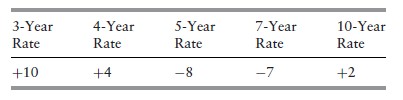 3-Year 4-Year 5-Year 7-Year 10-Year
Rate Rate Rate Rate Rate
+10 +4 −8 −7 +2